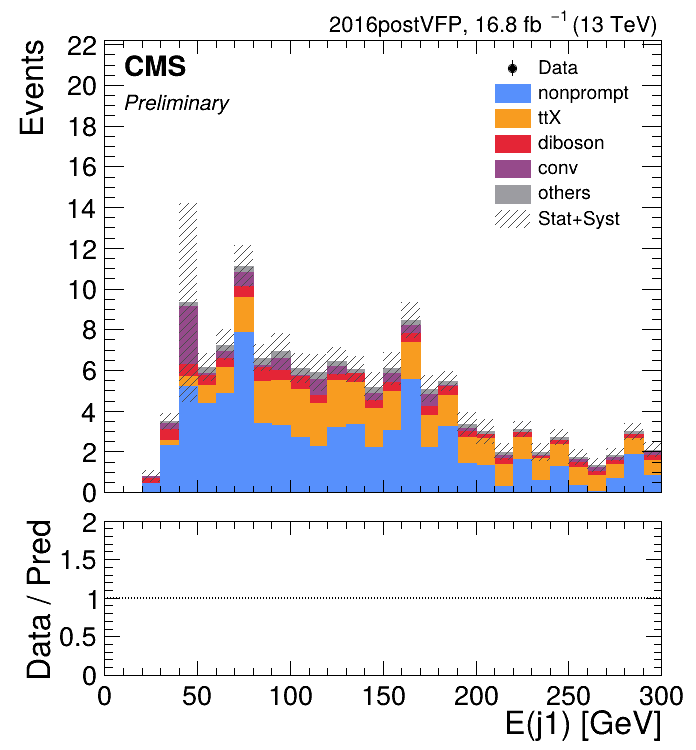 2016postVFP, 16.8 fb ⁻¹ (13 TeV)
CMS
Preliminary
Events
22
20
18
16
14
12
10
8
6
4
2
0
Data
nonprompt
ttX
diboson
conv
others
Stat+Syst
Data / Pred
2
1.5
1
0.5
0
0 50 100 150 200 250 300
E(j1) [GeV]